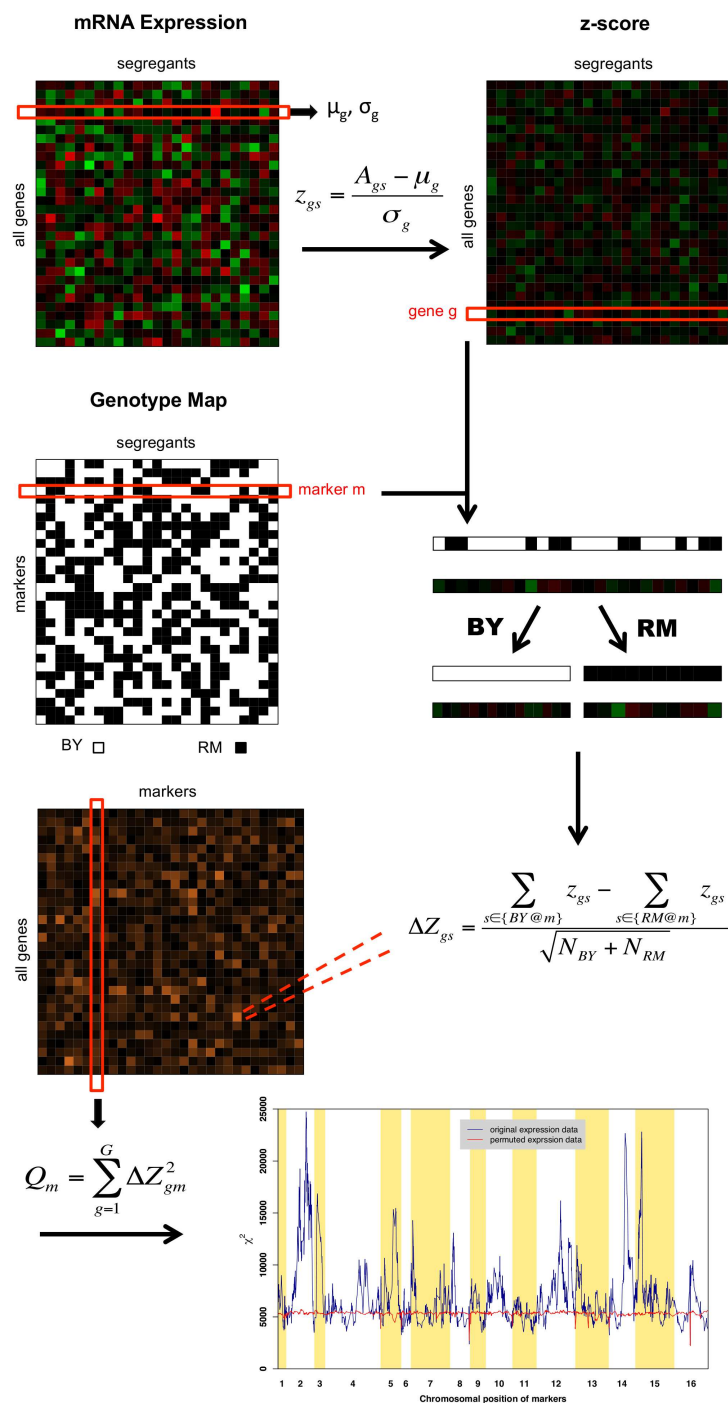 mRNA Expression
z-score
segregants
segregants
all genes
μg, σg
zgs = (Ags − μg) / σg
all genes
gene g
Genotype Map
segregants
markers
marker m
BY
RM
BY
RM
markers
all genes
ΔZgs = (∑ s∈{BY@m} zgs − ∑ s∈{RM@m} zgs) / √(NBY + NRM)
Qm = ∑ g=1 G ΔZ²gm
original expression data
permuted exprssion data
χ²
0
5000
10000
15000
20000
25000
1 2 3 4 5 6 7 8 9 10 11 12 13 14 15 16
Chromosomal position of markers